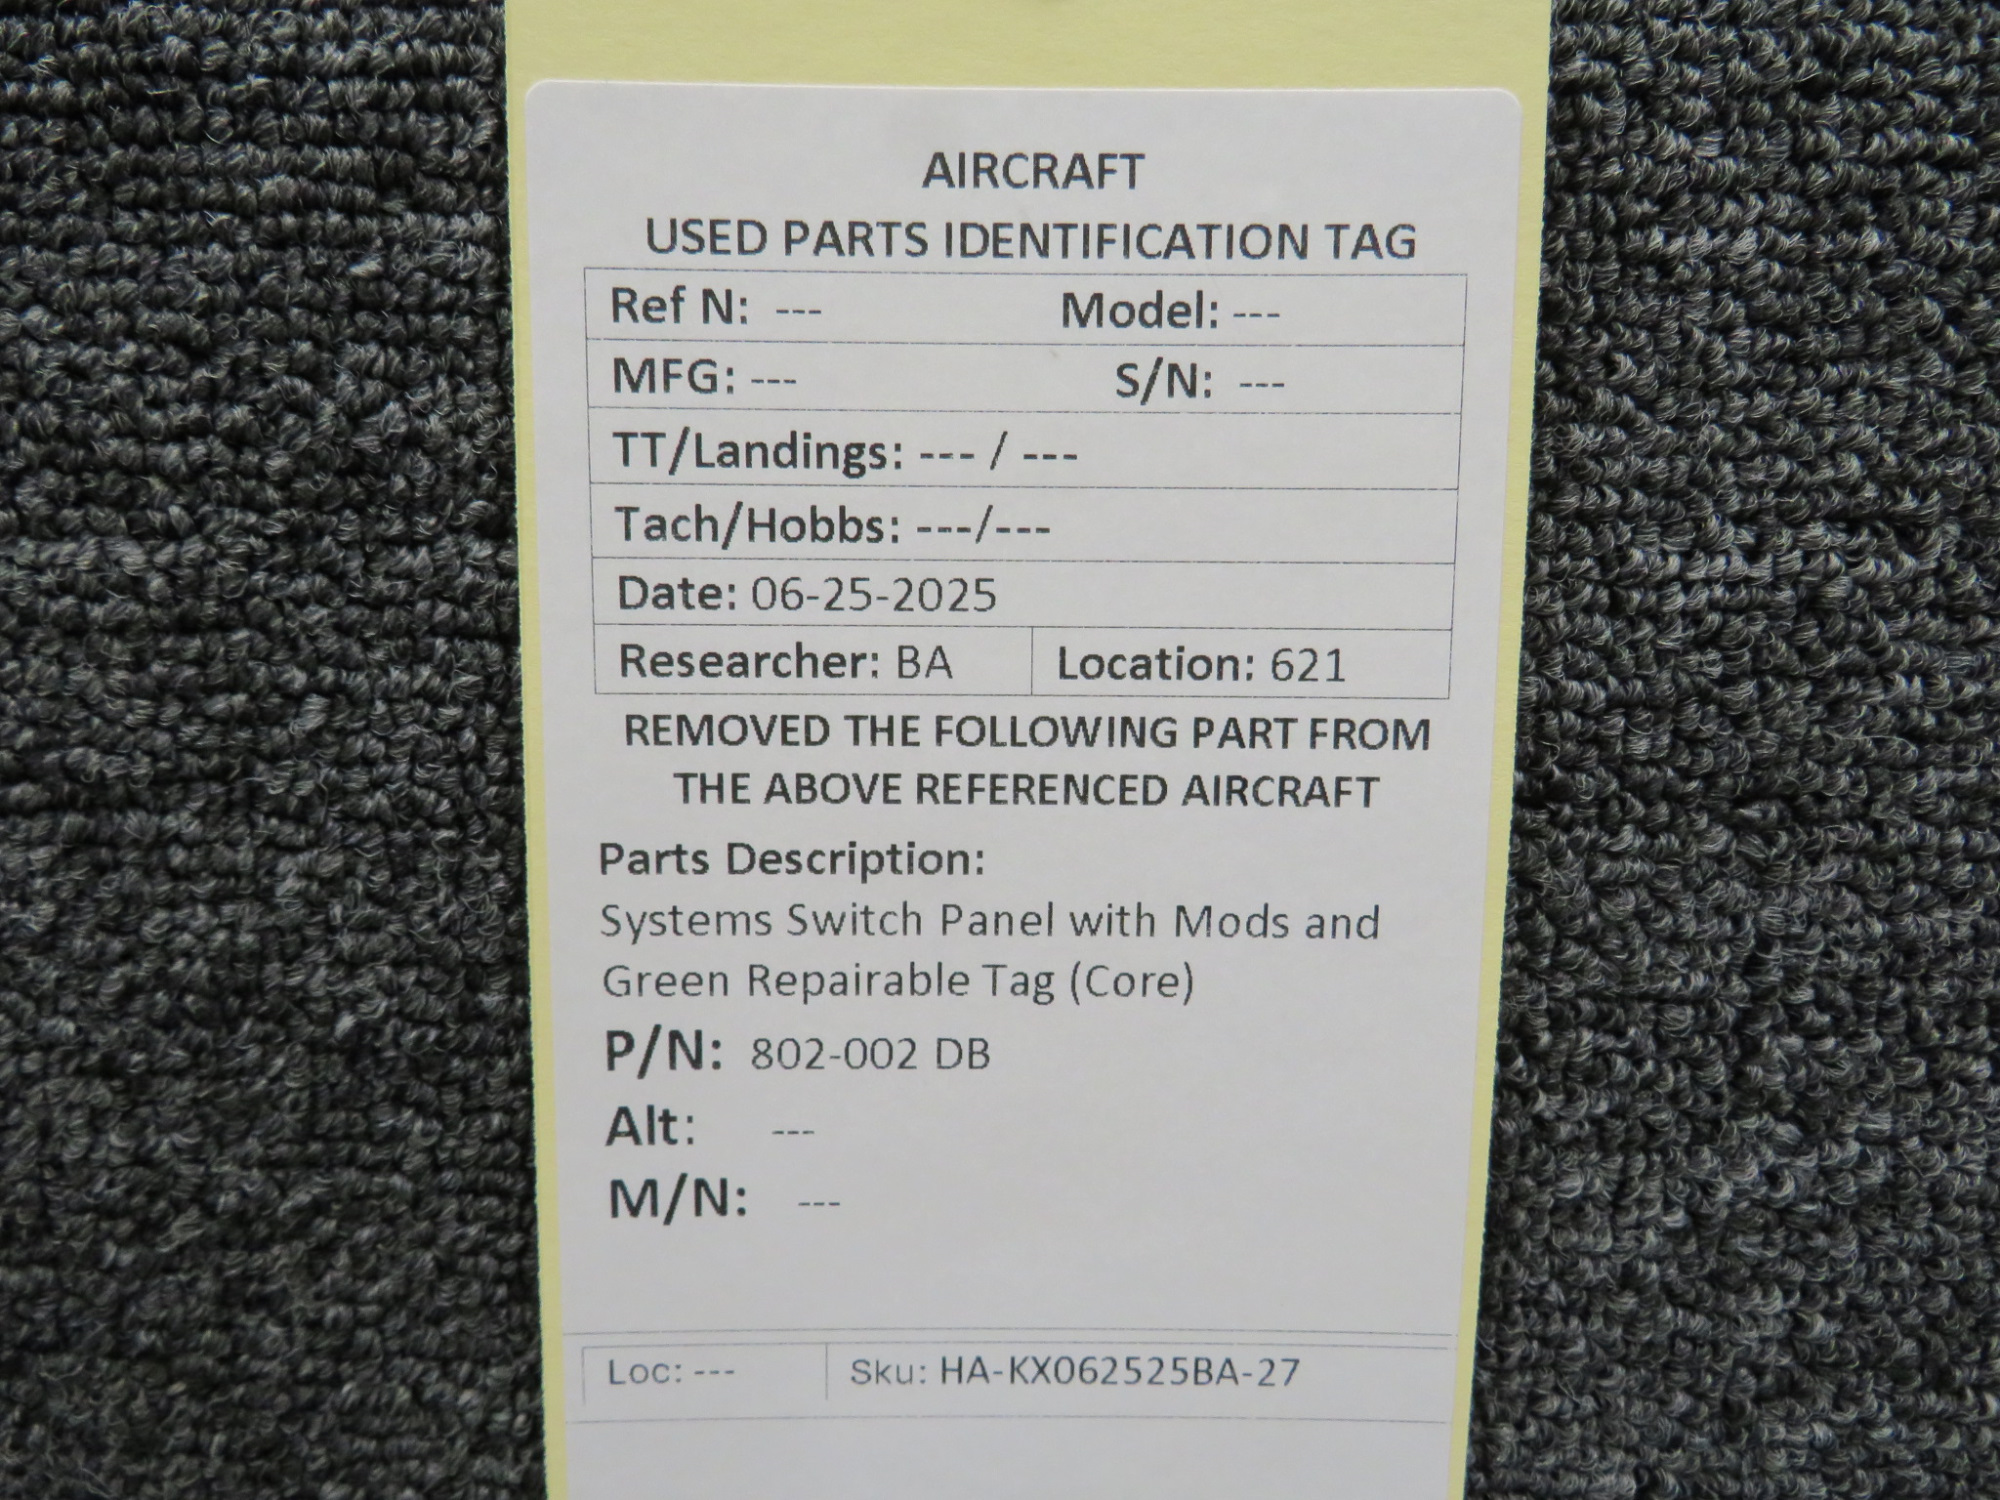 AIRCRAFT
USED PARTS IDENTIFICATION TAG
Ref N: --- Model: ---
MFG: --- S/N: ---
TT/Landings: --- / ---
Tach/Hobbs: ---/---
Date: 06-25-2025
Researcher: BA Location: 621
REMOVED THE FOLLOWING PART FROM
THE ABOVE REFERENCED AIRCRAFT
Parts Description:
Systems Switch Panel with Mods and
Green Repairable Tag (Core)
P/N: 802-002 DB
Alt: ---
M/N: ---
Loc: --- Sku: HA-KX062525BA-27